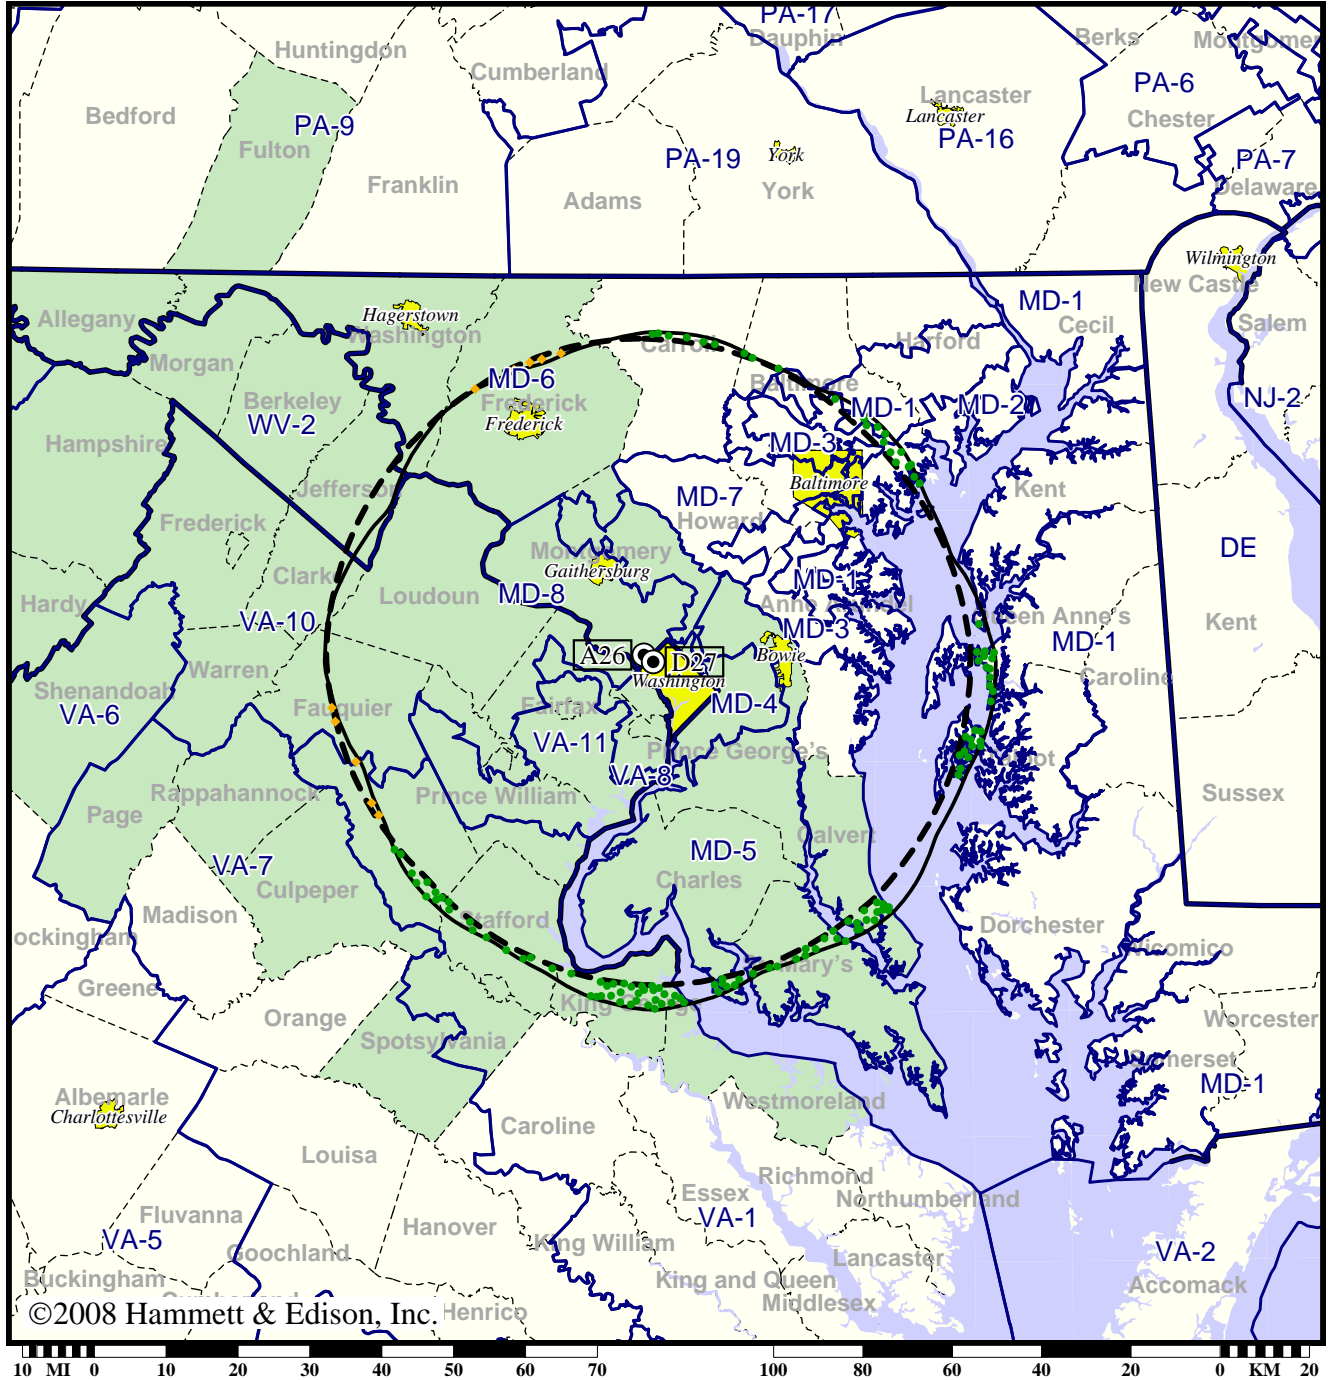 PA-17
Dauphin
Huntingdon
Cumberland
Berks
Montgomer
Bedford
PA-9
Fulton
Franklin
Adams
PA-19
York
York
Lancaster
Lancaster
PA-16
PA-6
Chester
PA-7
Delaware
Wilmington
New Castle
Salem
NJ-2
Allegany
Hagerstown
Washington
Morgan
MD-6
Frederick
Frederick
Berkeley
WV-2
Hampshire
Jefferson
Frederick
Baltimore
Harford
MD-1
Cecil
MD-1
MD-2
MD-3
Baltimore
MD-7
Howard
Kent
DE
Kent
Hardy
Clark
Loudoun
Montgomery
Gaithersburg
MD-8
VA-10
Warren
MD-1
Anne Arundel
MD-3
Bowie
Queen Anne's
MD-1
Caroline
A26
D27
Washington
Shenandoah
VA-6
Fauquier
Fairfax
VA-11
MD-4
Prince George's
VA-8
Page
Rappahannock
Prince William
VA-7
Culpeper
Madison
Stafford
MD-5
Charles
Calvert
Sussex
Dorchester
Wicomico
ockingham
Greene
Orange
Spotsylvania
King George
Mary's
Worcester
Somerset
MD-1
Albemarle
Charlottesville
Louisa
Caroline
Westmoreland
Richmond
Northumberland
Essex
VA-1
Fluvanna
VA-5
Goochland
Hanover
King William
Lancaster
VA-2
Accomack
Buckingham
King and Queen
Middlesex
Henrico
©2008 Hammett & Edison, Inc.
10 MI 0 10 20 30 40 50 60 70
100 80 60 40 20 0 KM 20